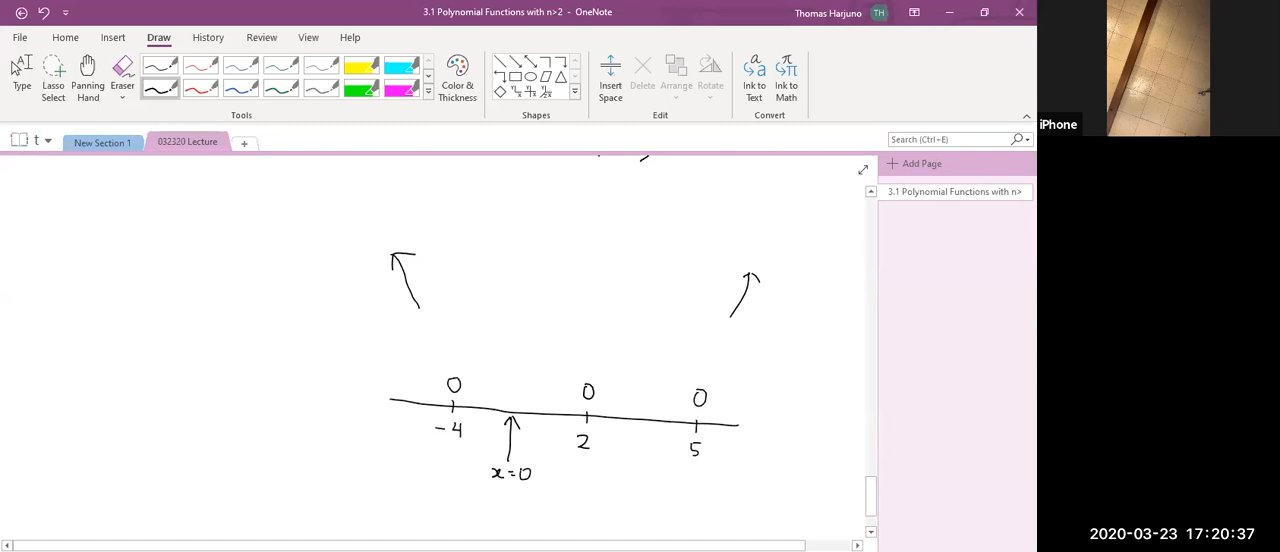 3.1 Polynomial Functions with n>2 - OneNote
Thomas Harjuno TH
File Home Insert Draw History Review View Help
Type Lasso Select Panning Hand Eraser Color & Thickness Insert Space Delete Arrange Rotate Ink to Text Ink to Math
Tools Shapes Edit Convert
t New Section 1 032320 Lecture + Search (Ctrl+E)
+ Add Page
3.1 Polynomial Functions with n>
iPhone
0 0 0
-4 2 5
x=0
2020-03-23 17:20:37